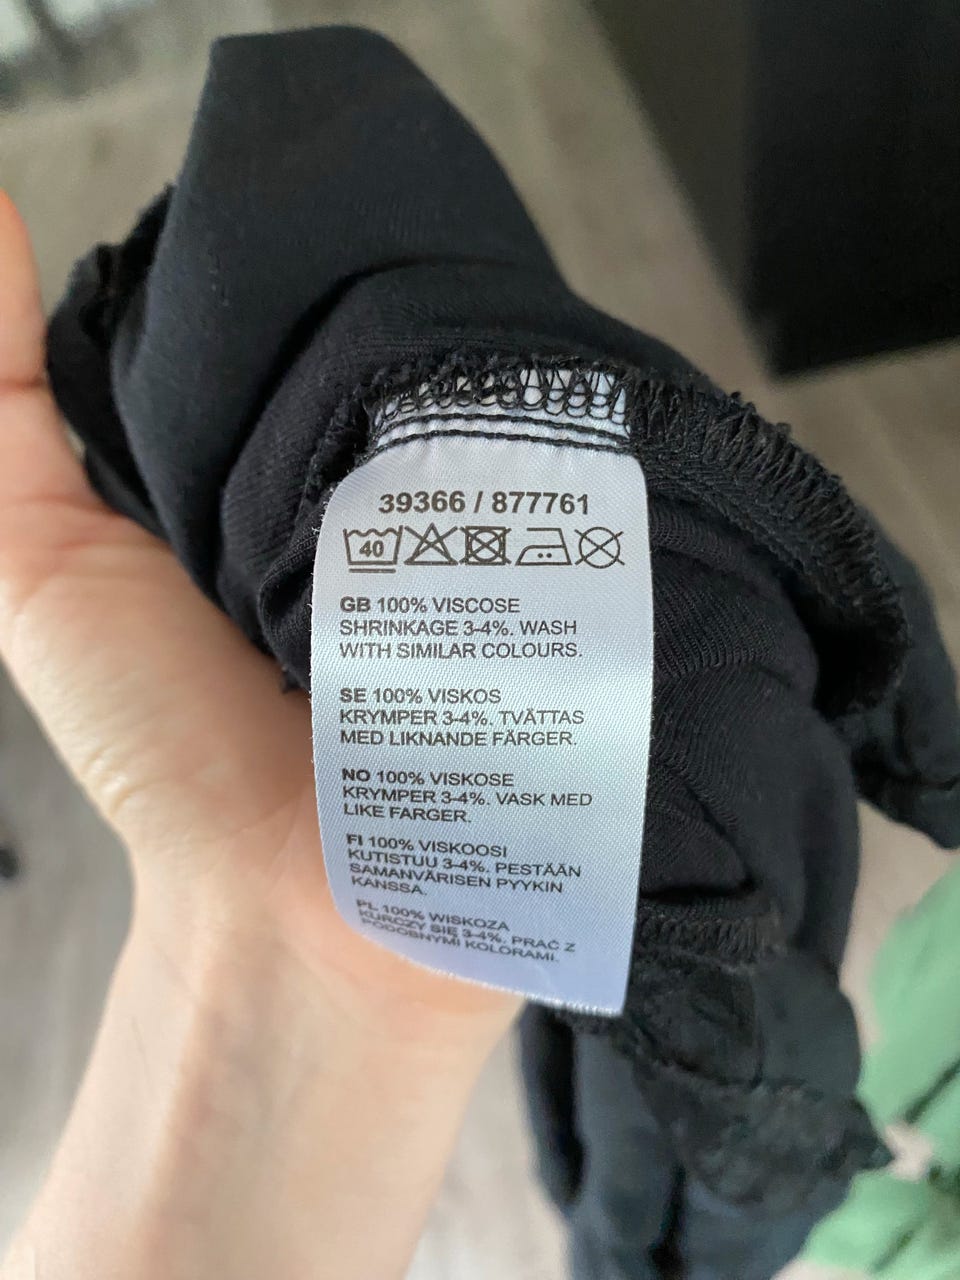 39366 / 877761
40
GB 100% VISCOSE
SHRINKAGE 3-4%. WASH
WITH SIMILAR COLOURS.
SE 100% VISKOS
KRYMPER 3-4%. TVÄTTAS
MED LIKNANDE FÄRGER.
NO 100% VISKOSE
KRYMPER 3-4%. VASK MED
LIKE FARGER.
FI 100% VISKOOSI
KUTISTUU 3-4%. PESTÄÄN
SAMANVÄRISEN PYYKIN
KANSSA.
PL 100% WISKOZA
KURCZY SIĘ 3-4%. PRAĆ Z
PODOBNYMI KOLORAMI.